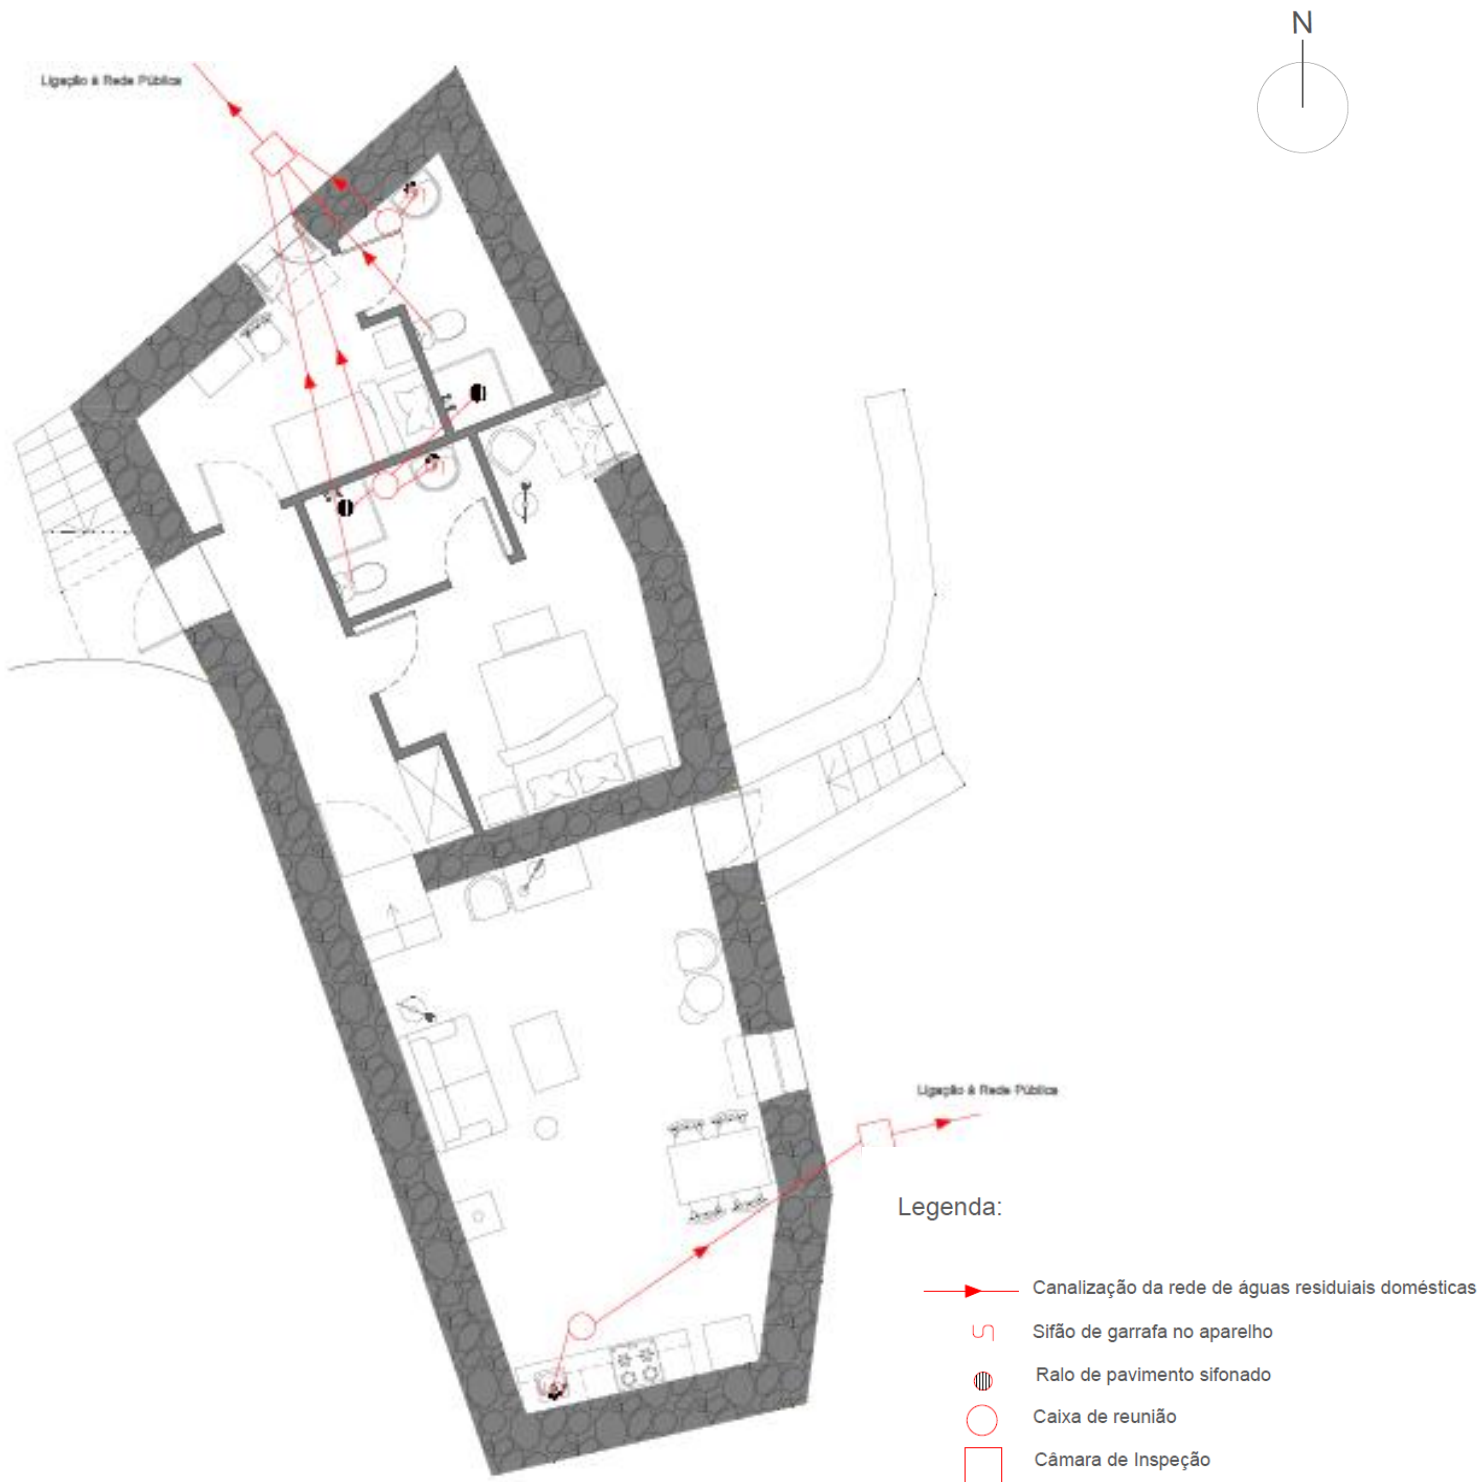 N
Ligação à Rede Pública
Ligação à Rede Pública
Legenda:
Canalização da rede de águas residuiais domésticas
Sifão de garrafa no aparelho
Ralo de pavimento sifonado
Caixa de reunião
Câmara de Inspeção